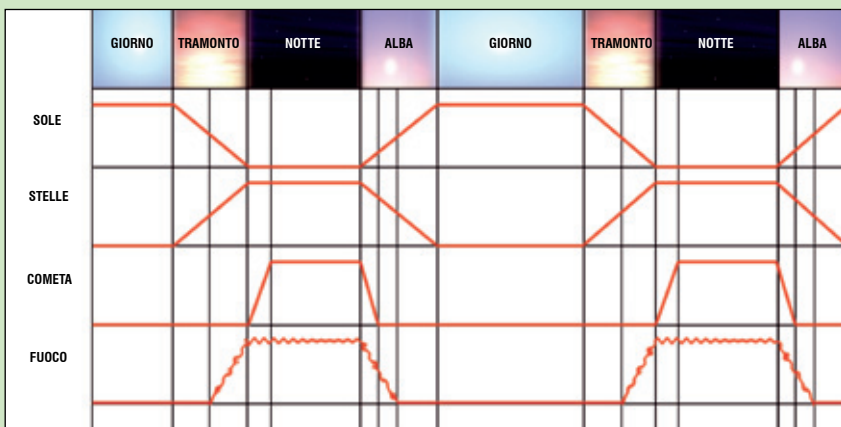 GIORNO TRAMONTO NOTTE ALBA GIORNO TRAMONTO NOTTE ALBA
SOLE
STELLE
COMETA
FUOCO